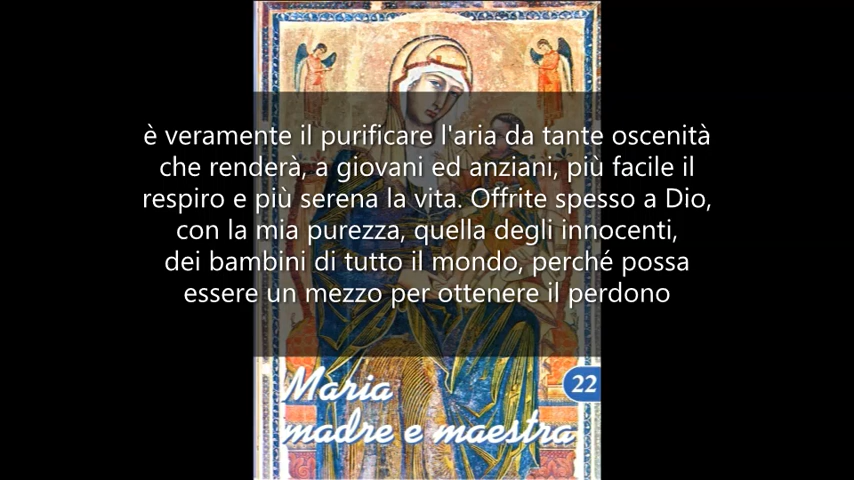 è veramente il purificare l'aria da tante oscenità
che renderà, a giovani ed anziani, più facile il
respiro e più serena la vita. Offrite spesso a Dio,
con la mia purezza, quella degli innocenti,
dei bambini di tutto il mondo, perché possa
essere un mezzo per ottenere il perdono
Maria
22
madre e maestra